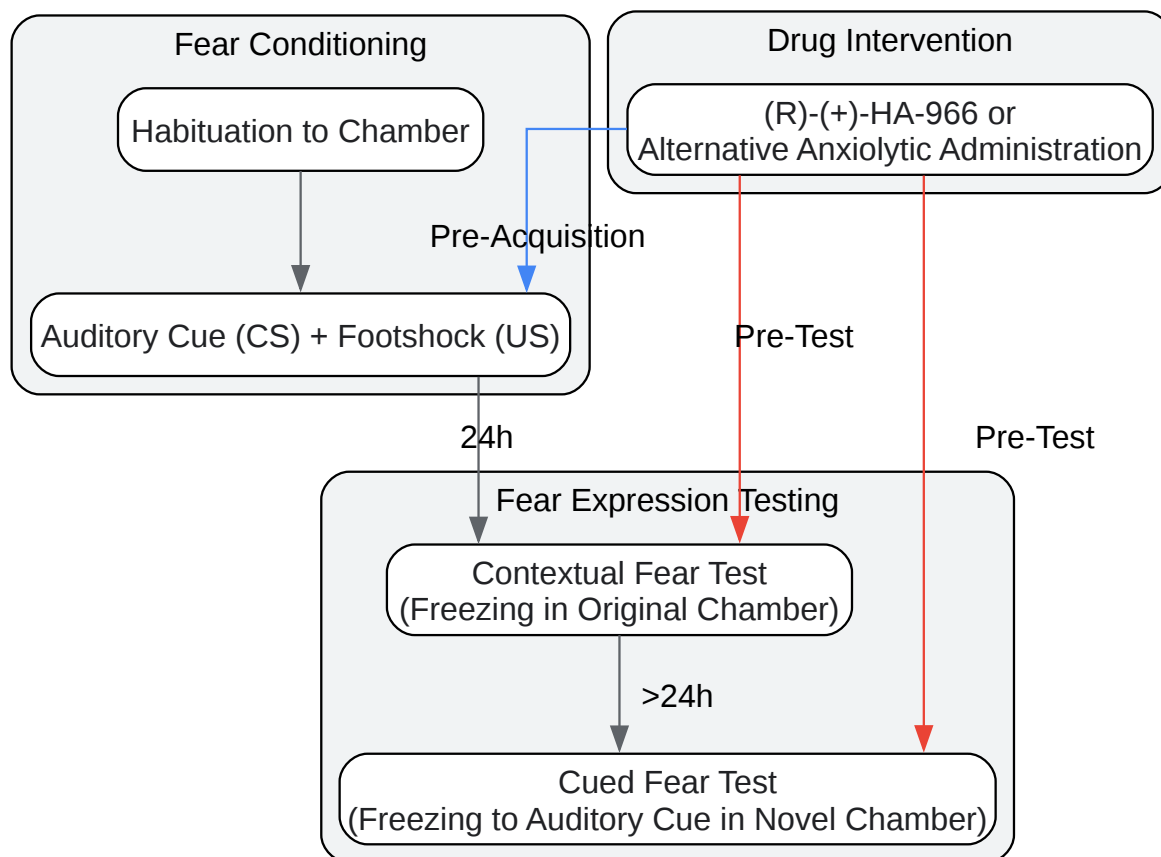 Fear Conditioning
Habituation to Chamber
Auditory Cue (CS) + Footshock (US)
Drug Intervention
(R)-(+)-HA-966 or
Alternative Anxiolytic Administration
Pre-Acquisition
Pre-Test
24h
Pre-Test
Fear Expression Testing
Contextual Fear Test
(Freezing in Original Chamber)
>24h
Cued Fear Test
(Freezing to Auditory Cue in Novel Chamber)